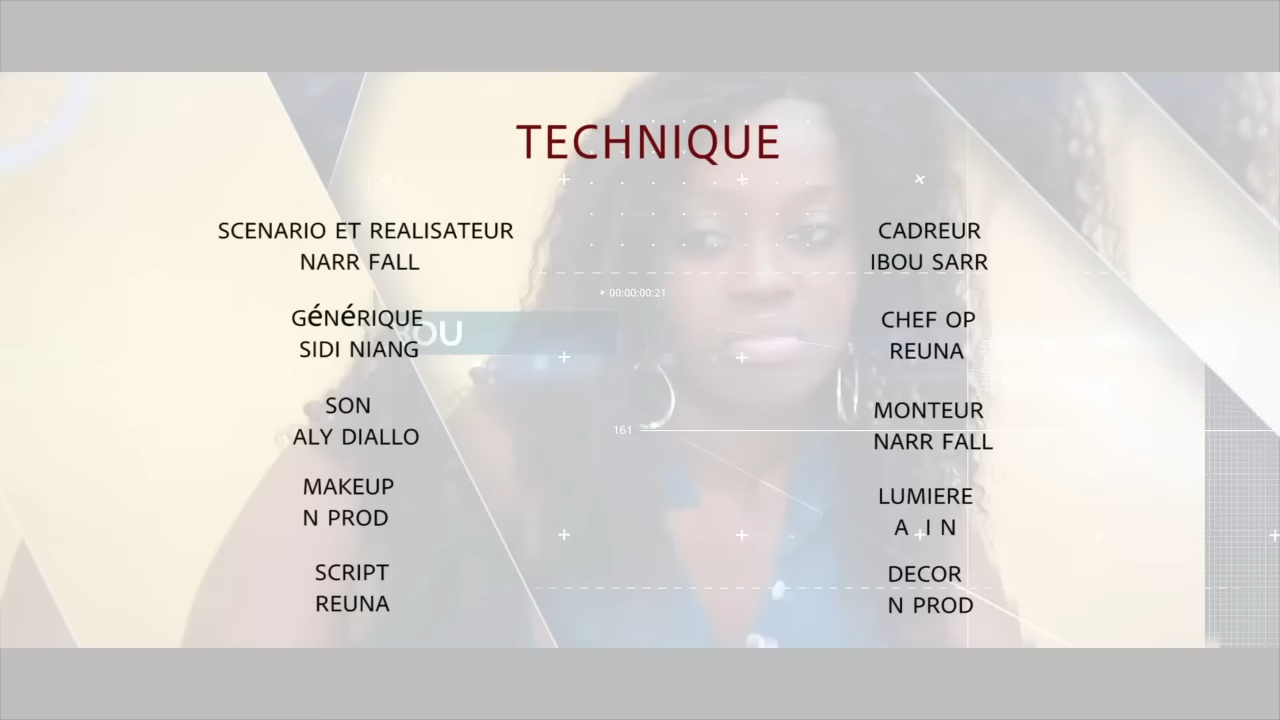 TECHNIQUE
SCENARIO ET REALISATEUR
NARR FALL
GéNéRIQUE
SIDI NIANG
SON
ALY DIALLO
MAKEUP
N PROD
SCRIPT
REUNA
CADREUR
IBOU SARR
CHEF OP
REUNA
MONTEUR
NARR FALL
LUMIERE
A I N
DECOR
N PROD
00:00:00:21
161